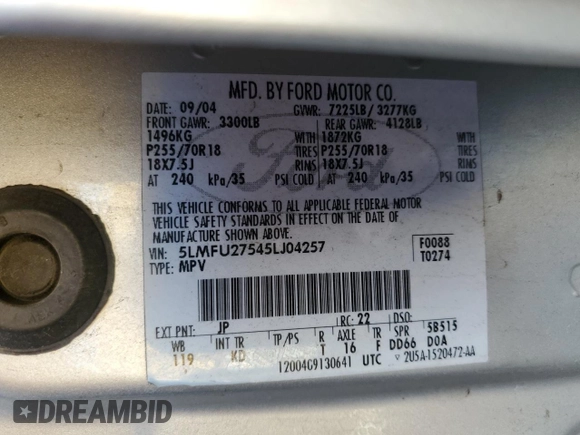 MFD. BY FORD MOTOR CO.
DATE: 09/04 GVWR: 7225LB/3277KG
FRONT GAWR: 3300LB REAR GAWR: 4128LB
1496KG WITH 1872KG WITH
P255/70R18 TIRES P255/70R18 TIRES
18X7.5J RIMS 18X7.5J RIMS
AT 240 kPa/35 PSI COLD AT 240 kPa/35 PSI COLD
Ford
THIS VEHICLE CONFORMS TO ALL APPLICABLE FEDERAL MOTOR
VEHICLE SAFETY STANDARDS IN EFFECT ON THE DATE OF
MANUFACTURE SHOWN ABOVE.
VIN: 5LMFU27545LJ04257 F0088
TYPE: MPV T0274
EXT PNT: JP RC: 22 DSO:
WB INT TR TP/PS R AXLE TR SPR 5B515
119 KD T 16 F DD66 DOA
12004G9130641 UTC ▽ 2U5A-1520472-AA
DREAMBID